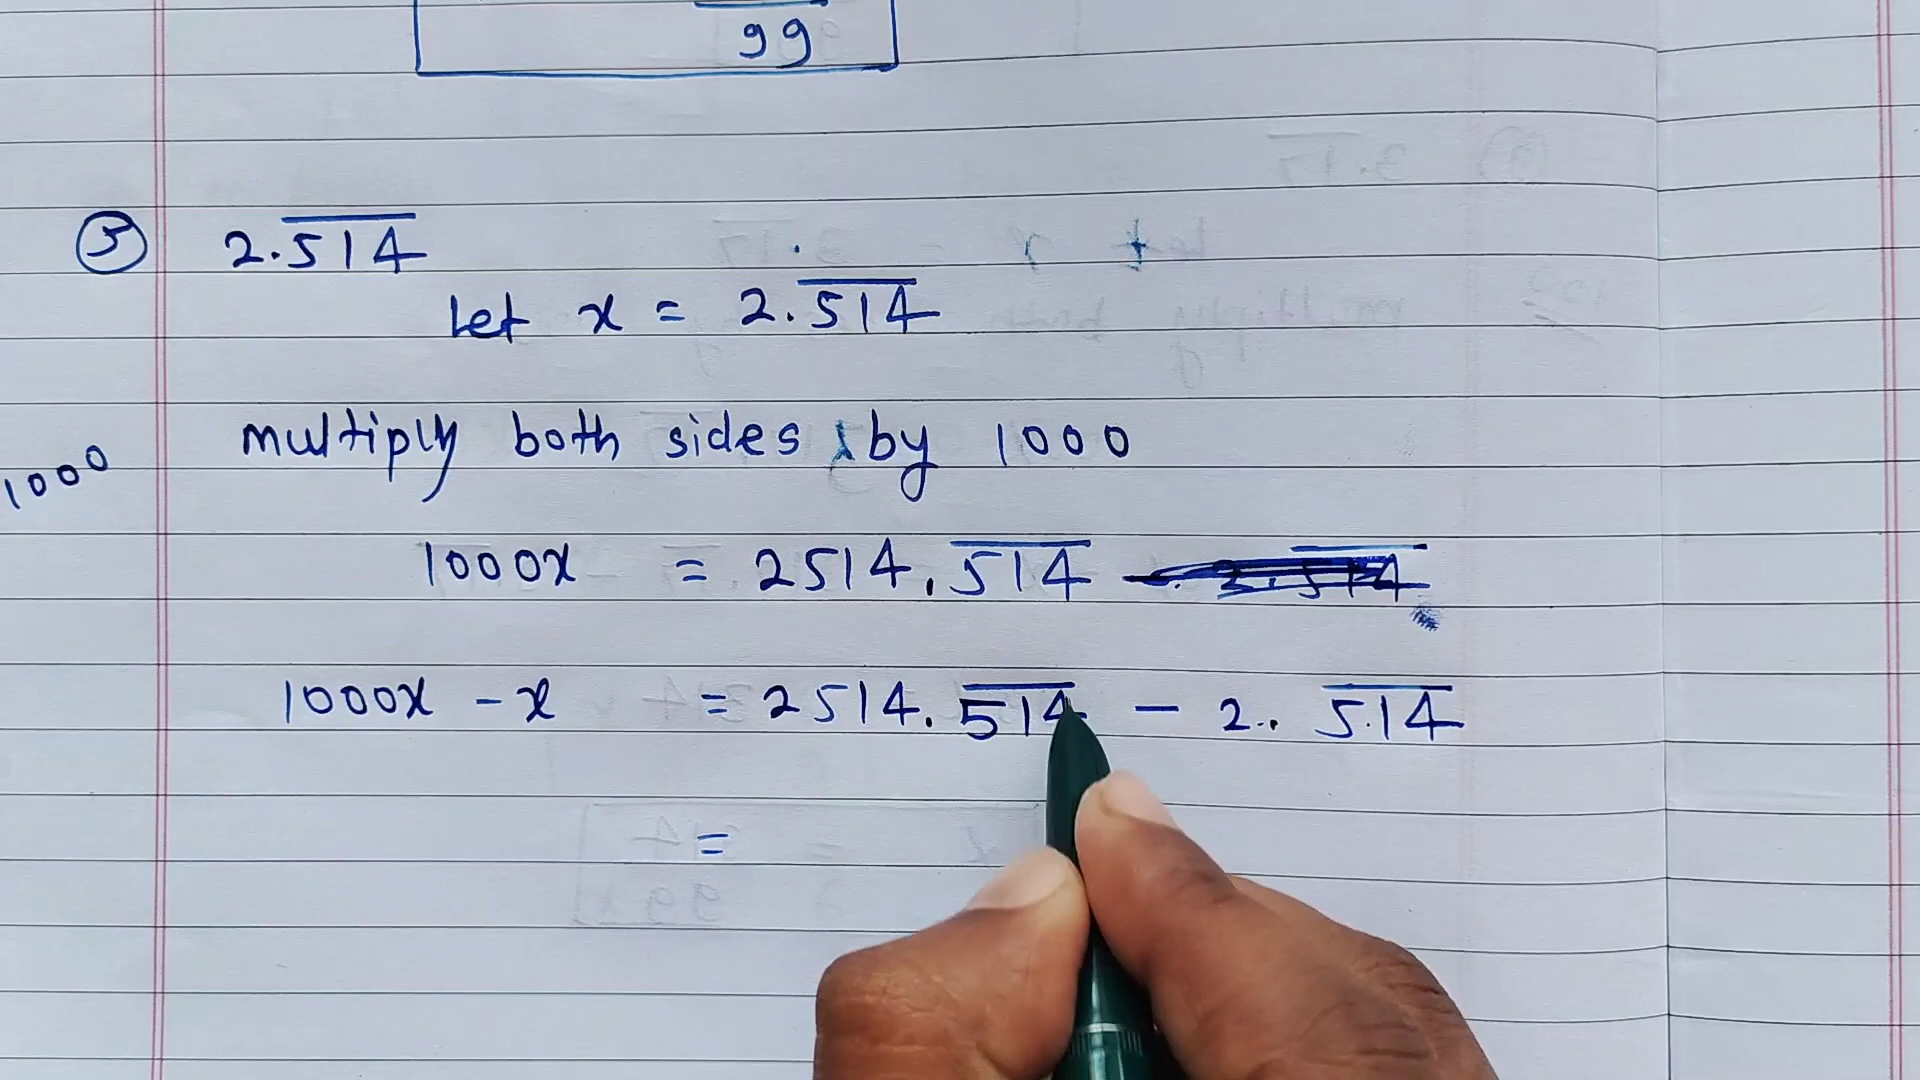 99
5 2.5̅1̅4̅
Let x = 2.5̅1̅4̅
multiply both sides by 1000
1000
1000x = 2514.5̅1̅4̅
1000x - x = 2514.5̅1̅4̅ - 2.5̅1̅4̅
=